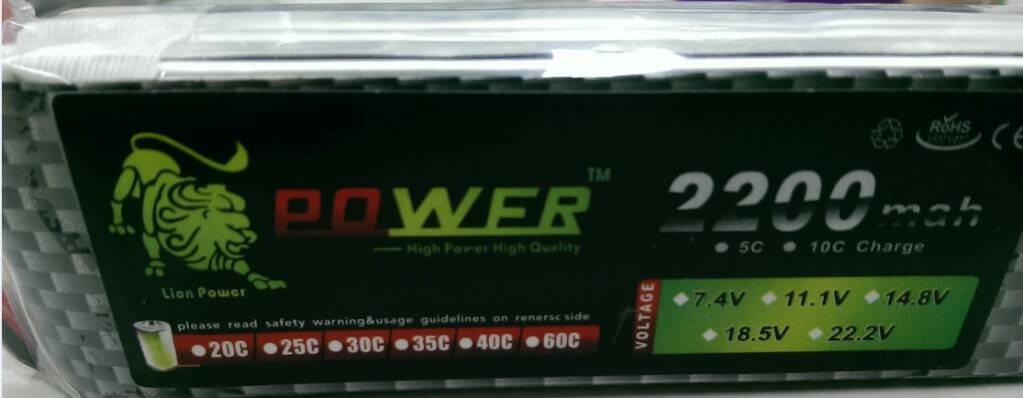 RoHS
CE
POWER™
2200 mah
High Power High Quality
5C 10C Charge
Lion Power
please read safety warning&usage guidelines on renersc side
20C 25C 30C 35C 40C 60C
VOLTAGE
7.4V 11.1V 14.8V
18.5V 22.2V